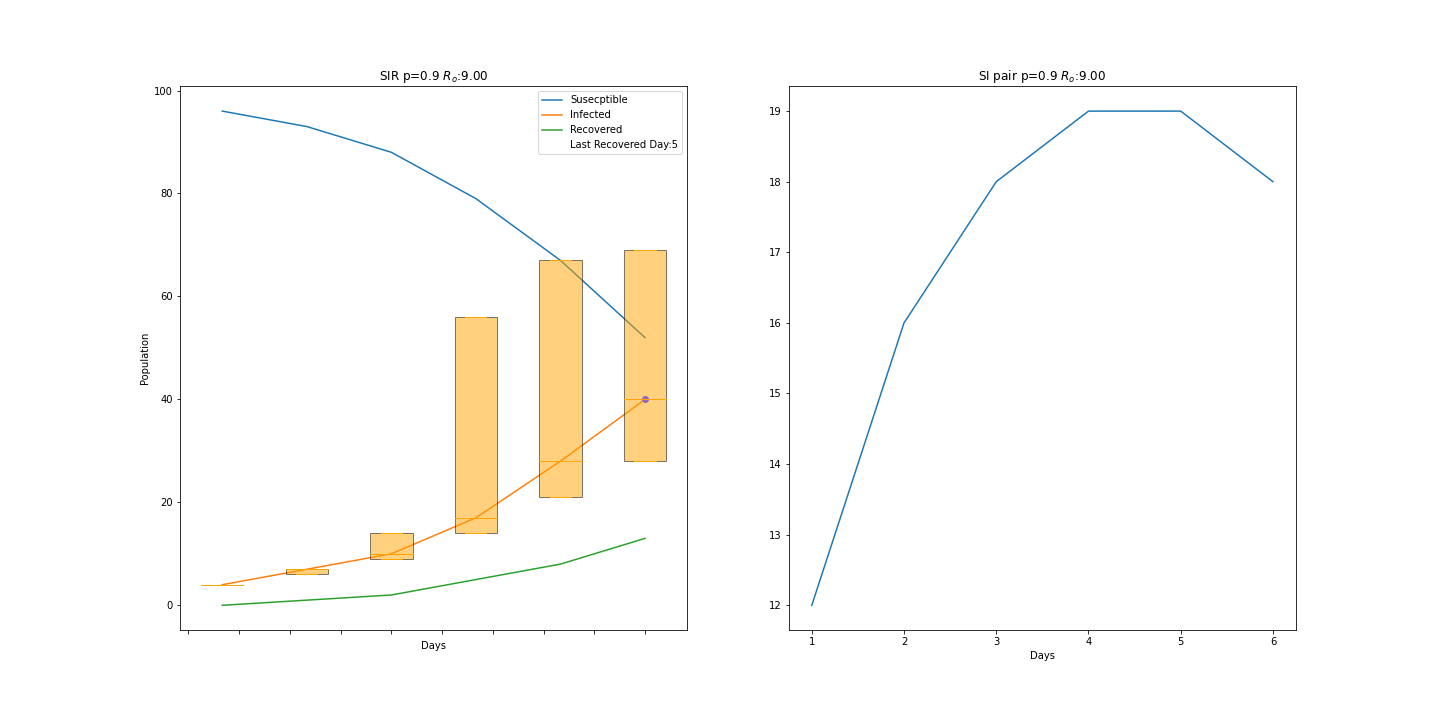 SIR p=0.9 Rₒ:9.00
100
80
60
40
20
0
Population
Days
Susecptible
Infected
Recovered
Last Recovered Day:5
SI pair p=0.9 Rₒ:9.00
19
18
17
16
15
14
13
12
1 2 3 4 5 6
Days